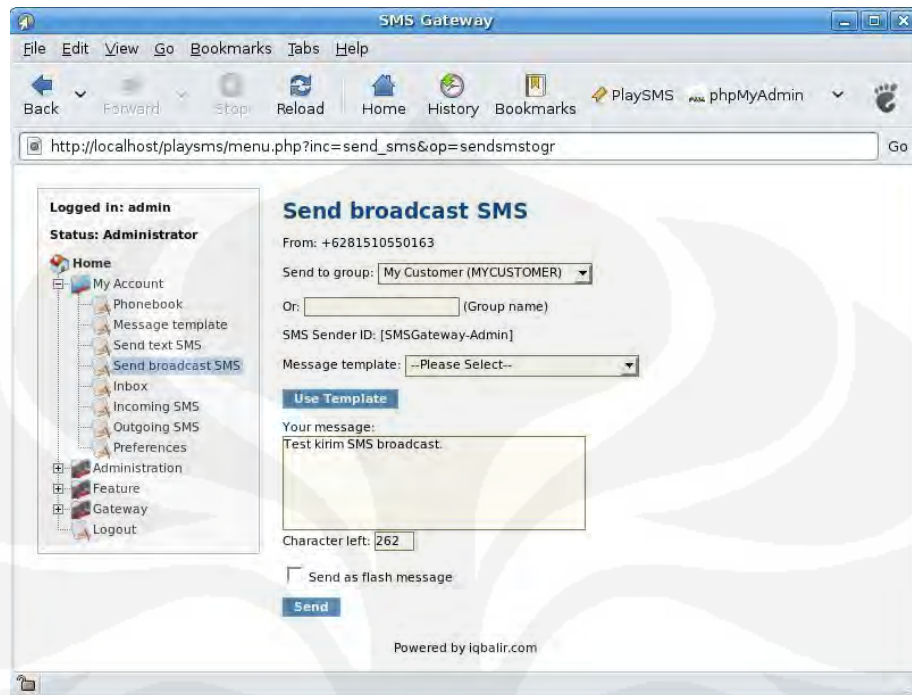 SMS Gateway
File Edit View Go Bookmarks Tabs Help
Back Forward Stop Reload Home History Bookmarks PlaySMS phpMyAdmin
http://localhost/playsms/menu.php?inc=send_sms&op=sendsmstogr Go
Logged in: admin
Status: Administrator
Home
My Account
Phonebook
Message template
Send text SMS
Send broadcast SMS
Inbox
Incoming SMS
Outgoing SMS
Preferences
Administration
Feature
Gateway
Logout
Send broadcast SMS
From: +6281510550163
Send to group: My Customer (MYCUSTOMER)
Or: (Group name)
SMS Sender ID: [SMSGateway-Admin]
Message template: --Please Select--
Use Template
Your message:
Test kirim SMS broadcast.
Character left: 262
Send as flash message
Send
Powered by iqbalir.com